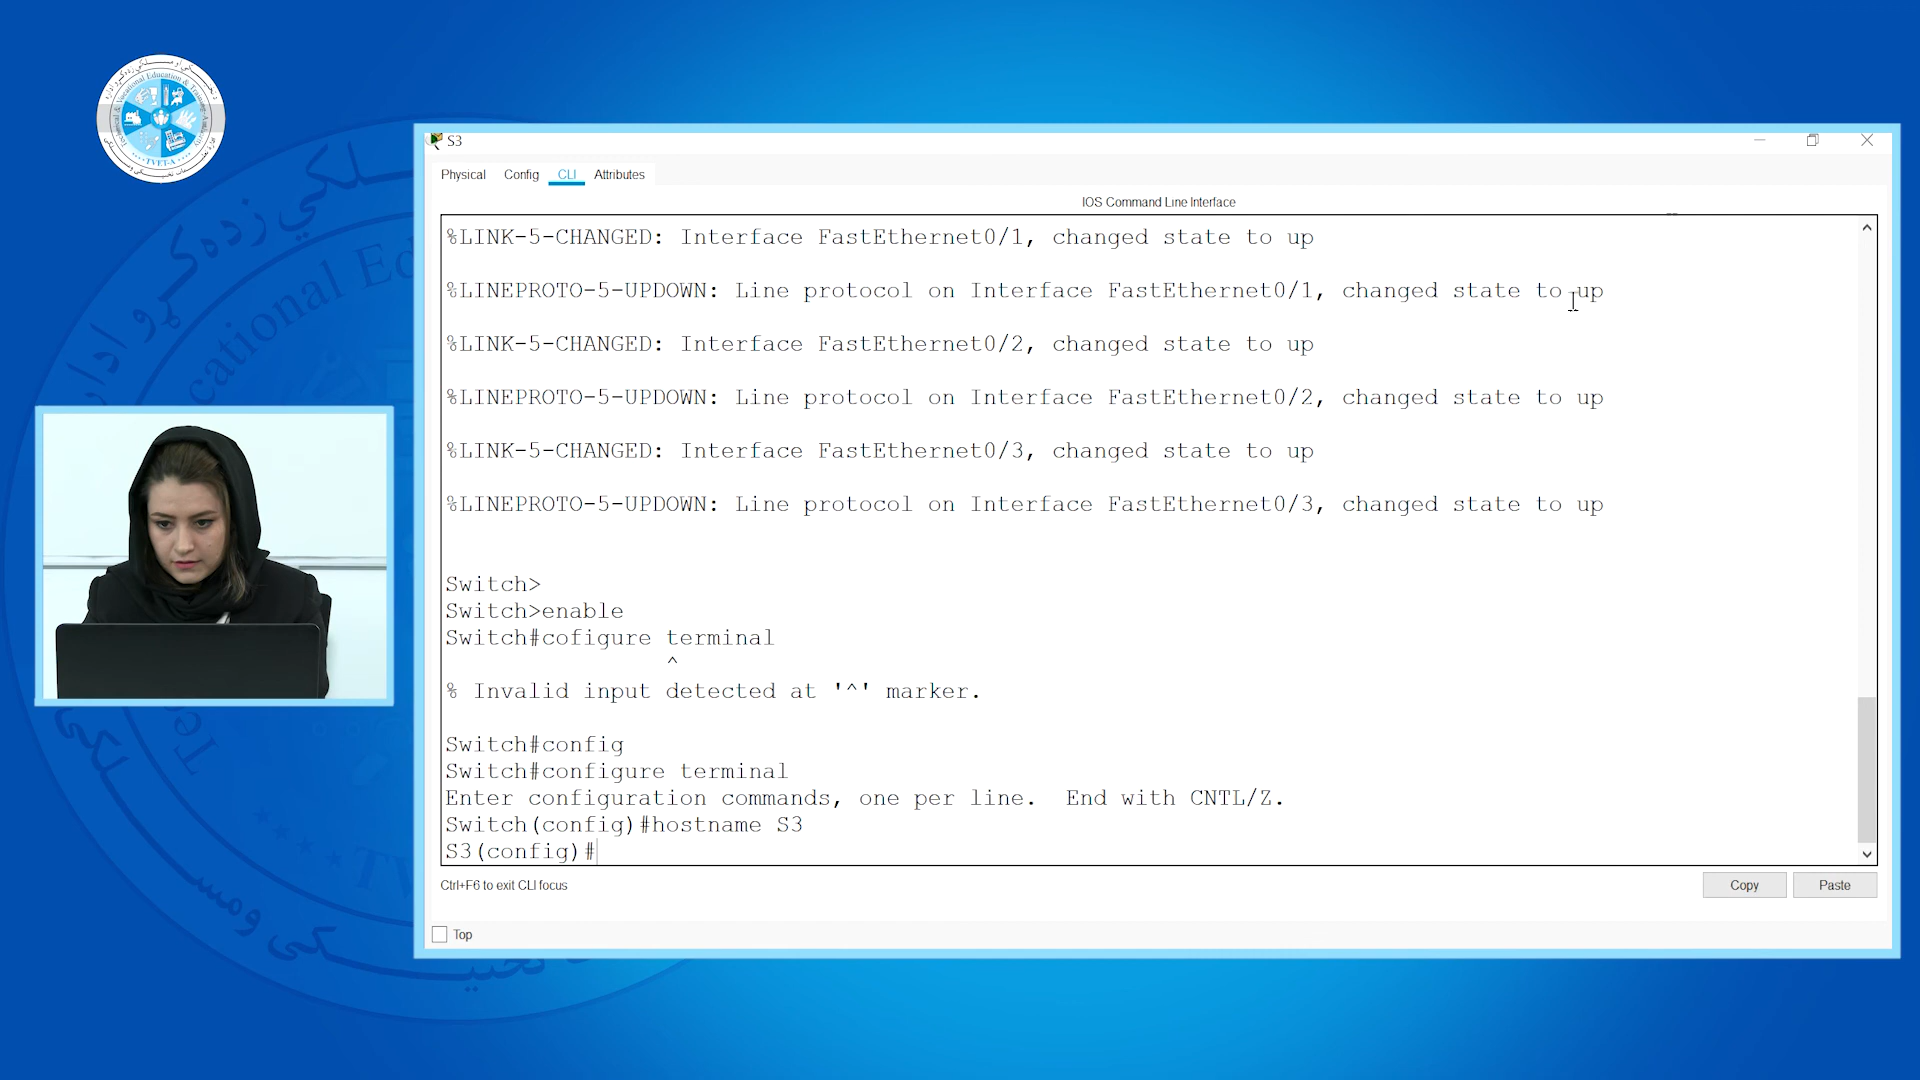 Technical & Vocational Education & Training Authority
TVET-A
S3
Physical Config CLI Attributes
IOS Command Line Interface
%LINK-5-CHANGED: Interface FastEthernet0/1, changed state to up
%LINEPROTO-5-UPDOWN: Line protocol on Interface FastEthernet0/1, changed state to up
%LINK-5-CHANGED: Interface FastEthernet0/2, changed state to up
%LINEPROTO-5-UPDOWN: Line protocol on Interface FastEthernet0/2, changed state to up
%LINK-5-CHANGED: Interface FastEthernet0/3, changed state to up
%LINEPROTO-5-UPDOWN: Line protocol on Interface FastEthernet0/3, changed state to up
Switch>
Switch>enable
Switch#cofigure terminal
^
% Invalid input detected at '^' marker.
Switch#config
Switch#configure terminal
Enter configuration commands, one per line. End with CNTL/Z.
Switch(config)#hostname S3
S3(config)#
Ctrl+F6 to exit CLI focus
Copy Paste
Top